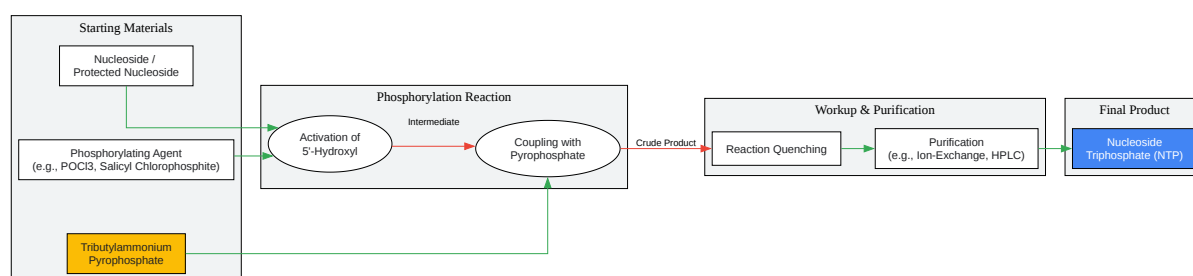 Starting Materials
Nucleoside /
Protected Nucleoside
Phosphorylating Agent
(e.g., POCl3, Salicyl Chlorophosphite)
Tributylammonium
Pyrophosphate
Phosphorylation Reaction
Activation of
5'-Hydroxyl
Intermediate
Coupling with
Pyrophosphate
Crude Product
Workup & Purification
Reaction Quenching
Purification
(e.g., Ion-Exchange, HPLC)
Final Product
Nucleoside
Triphosphate (NTP)